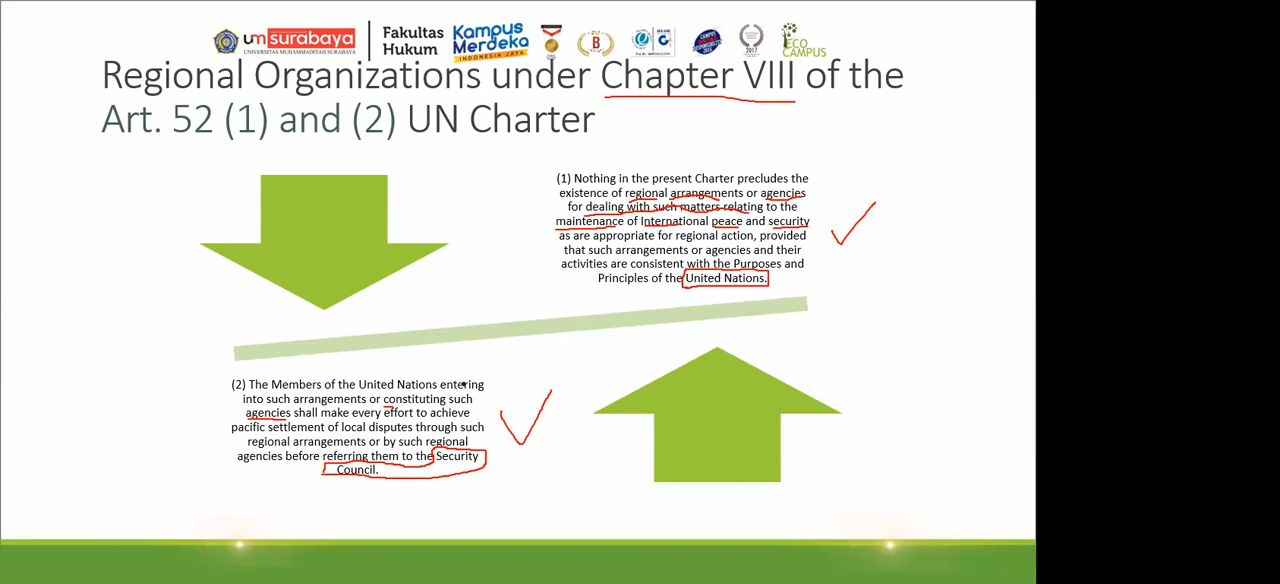 um surabaya
UNIVERSITAS MUHAMMADIYAH SURABAYA
Fakultas
Hukum
Kampus
Merdeka
INDONESIA JAYA
B
2017
ECO
CAMPUS
Regional Organizations under Chapter VIII of the
Art. 52 (1) and (2) UN Charter
(1) Nothing in the present Charter precludes the
existence of regional arrangements or agencies
for dealing with such matters relating to the
maintenance of International peace and security
as are appropriate for regional action, provided
that such arrangements or agencies and their
activities are consistent with the Purposes and
Principles of the United Nations.
(2) The Members of the United Nations entering
into such arrangements or constituting such
agencies shall make every effort to achieve
pacific settlement of local disputes through such
regional arrangements or by such regional
agencies before referring them to the Security
Council.